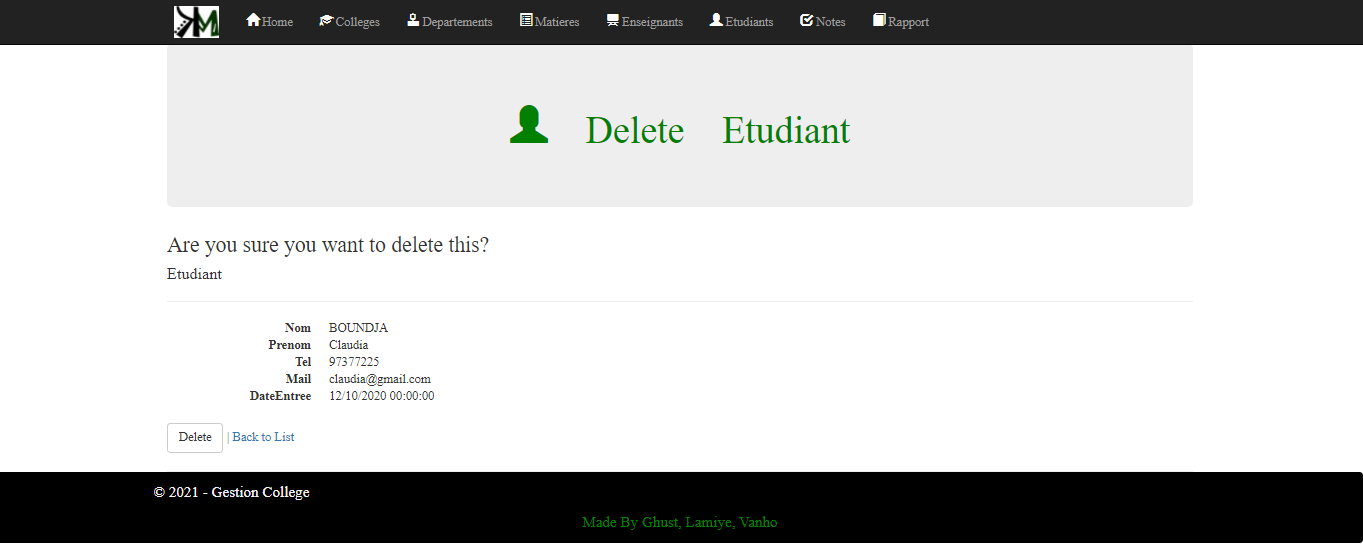 KM Home Colleges Departements Matieres Enseignants Etudiants Notes Rapport
Delete Etudiant
Are you sure you want to delete this?
Etudiant
Nom BOUNDJA
Prenom Claudia
Tel 97377225
Mail claudia@gmail.com
DateEntree 12/10/2020 00:00:00
Delete | Back to List
© 2021 - Gestion College
Made By Ghust, Lamiye, Vanho